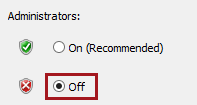 Administrators:
On (Recommended)
Off